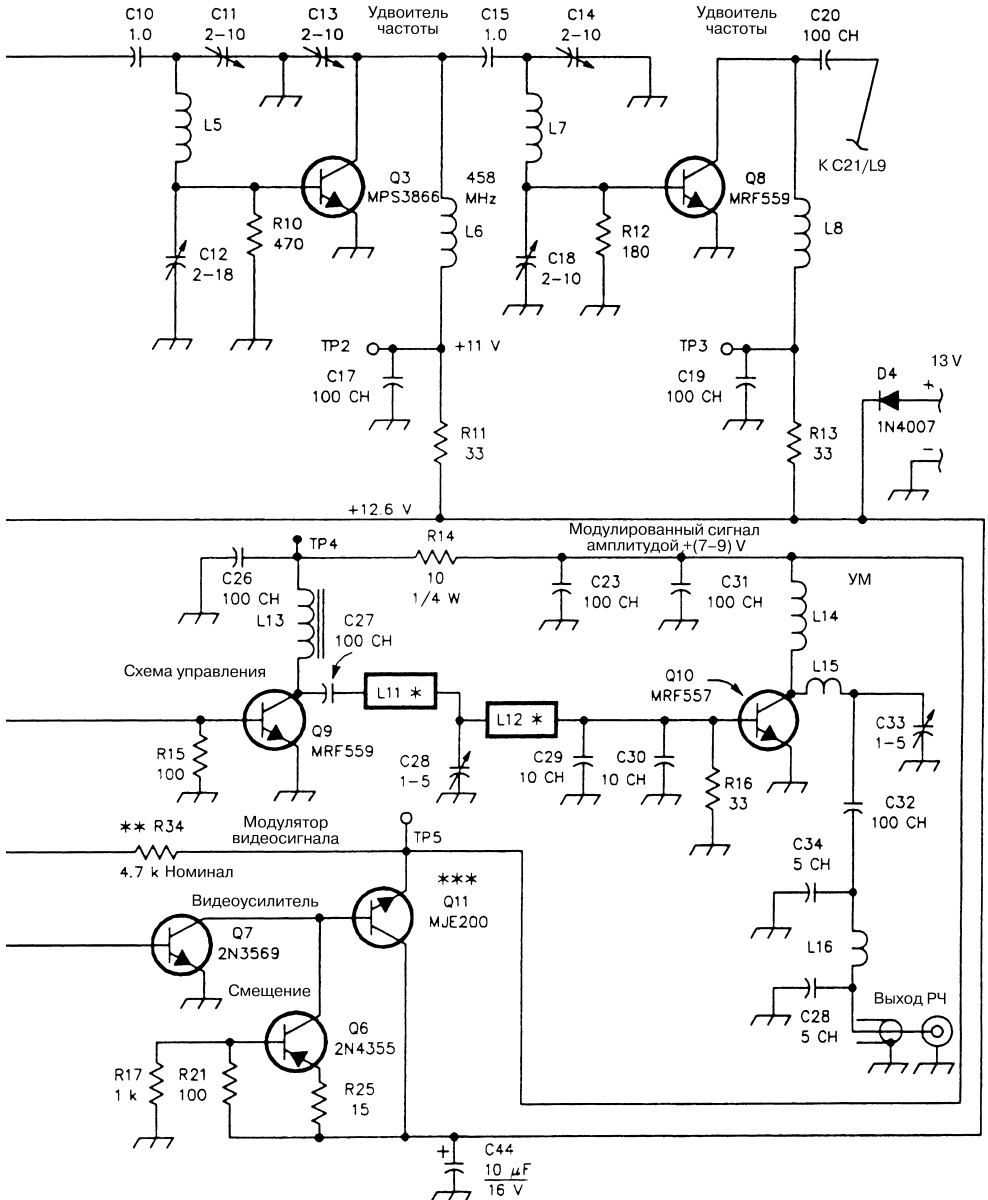 C10
1.0
C11
2-10
C13
2-10
Удвоитель
частоты
C15
1.0
C14
2-10
Удвоитель
частоты
C20
100 CH
L5
L7
К C21/L9
Q3
MPS3866
458
MHz
L6
Q8
MRF559
L8
R10
470
C12
2-18
R12
180
C18
2-10
TP2
+11 V
C17
100 CH
TP3
C19
100 CH
D4
13 V
+
1N4007
−
R11
33
R13
33
+12.6 V
Модулированный сигнал
амплитудой +(7–9) V
TP4
R14
10
1/4 W
C26
100 CH
C23
100 CH
C31
100 CH
УМ
L13
C27
100 CH
L14
Схема управления
L11 *
L12 *
Q10
MRF557
L15
Q9
MRF559
R15
100
C28
1-5
C29
10 CH
C30
10 CH
R16
33
C33
1-5
C32
100 CH
** R34
4.7 k Номинал
Модулятор
видеосигнала
TP5
C34
5 CH
***
Q11
MJE200
Видеоусилитель
Q7
2N3569
L16
Смещение
Q6
2N4355
C28
5 CH
Выход РЧ
R17
1 k
R21
100
R25
15
+
C44
10 µF
16 V